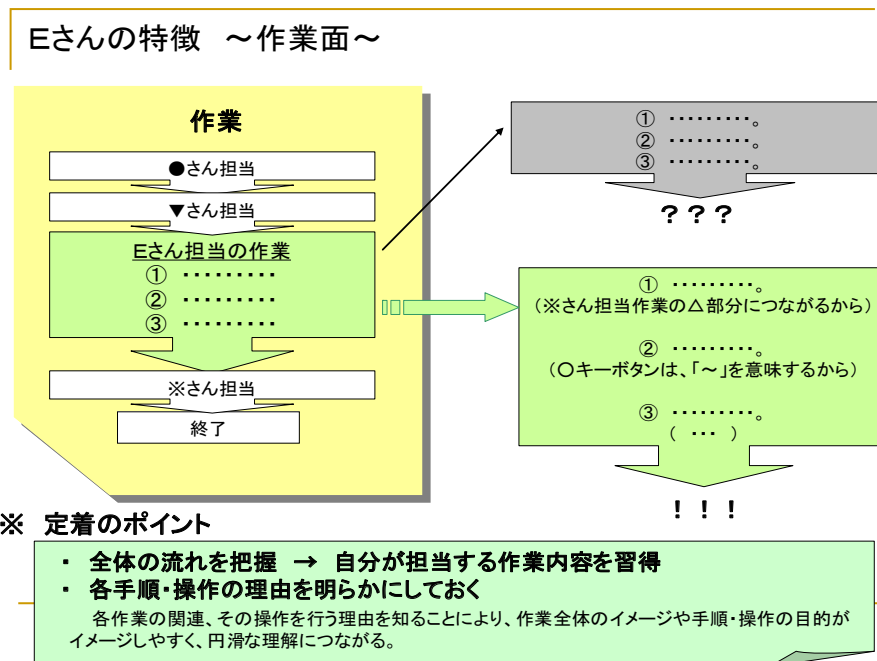 Eさんの特徴　～作業面～
作業
●さん担当
▼さん担当
Eさん担当の作業
① ・・・・・・・・・
② ・・・・・・・・・
③ ・・・・・・・・・
※さん担当
終了
① ・・・・・・・・・。
② ・・・・・・・・・。
③ ・・・・・・・・・。
？？？
① ・・・・・・・・・。
（※さん担当作業の△部分につながるから）
② ・・・・・・・・・。
（○キーボタンは、「～」を意味するから）
③ ・・・・・・・・・。
（ ・・・ ）
！！！
※ 定着のポイント
・ 全体の流れを把握 → 自分が担当する作業内容を習得
・ 各手順・操作の理由を明らかにしておく
各作業の関連、その操作を行う理由を知ることにより、作業全体のイメージや手順・操作の目的が
イメージしやすく、円滑な理解につながる。